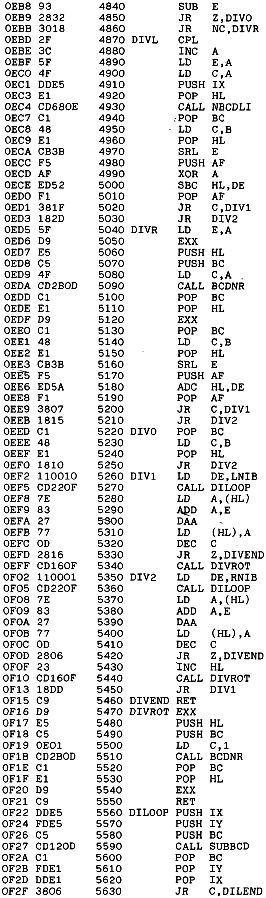 0EB8 93 4840 SUB E
0EB9 2832 4850 JR Z,DIVO
0EBB 3018 4860 JR NC,DIVR
0EBD 2F 4870 DIVL CPL
0EBE 3C 4880 INC A
0EBF 5F 4890 LD E,A
0EC0 4F 4900 LD C,A
0EC1 DDE5 4910 PUSH IX
0EC3 E1 4920 POP HL
0EC4 CD680E 4930 CALL NBCDLI
0EC7 C1 4940 POP BC
0EC8 48 4950 LD C,B
0EC9 E1 4960 POP HL
0ECA CB3B 4970 SRL E
0ECC F5 4980 PUSH AF
0ECD AF 4990 XOR A
0ECE ED52 5000 SBC HL,DE
0ED0 F1 5010 POP AF
0ED1 381F 5020 JR C,DIV1
0ED3 182D 5030 JR DIV2
0ED5 5F 5040 DIVR LD E,A
0ED6 D9 5050 EXX
0ED7 E5 5060 PUSH HL
0ED8 C5 5070 PUSH BC
0ED9 4F 5080 LD C,A
0EDA CD2B0D 5090 CALL BCDNR
0EDD C1 5100 POP BC
0EDE E1 5110 POP HL
0EDF D9 5120 EXX
0EE0 C1 5130 POP BC
0EE1 48 5140 LD C,B
0EE2 E1 5150 POP HL
0EE3 CB3B 5160 SRL E
0EE5 F5 5170 PUSH AF
0EE6 ED5A 5180 ADC HL,DE
0EE8 F1 5190 POP AF
0EE9 3807 5200 JR C,DIV1
0EEB 1815 5210 JR DIV2
0EED C1 5220 DIVO POP BC
0EEE 48 5230 LD C,B
0EEF E1 5240 POP HL
0EF0 1810 5250 JR DIV2
0EF2 110010 5260 DIV1 LD DE,LNIB
0EF5 CD220F 5270 CALL DILOOP
0EF8 7E 5280 LD A,(HL)
0EF9 83 5290 ADD A,E
0EFA 27 5300 DAA
0EFB 77 5310 LD (HL),A
0EFC 0D 5320 DEC C
0EFD 2816 5330 JR Z,DIVEND
0EFF CD160F 5340 CALL DIVROT
0F02 110001 5350 DIV2 LD DE,RNIB
0F05 CD220F 5360 CALL DILOOP
0F08 7E 5370 LD A,(HL)
0F09 83 5380 ADD A,E
0F0A 27 5390 DAA
0F0B 77 5400 LD (HL),A
0F0C 0D 5410 DEC C
0F0D 2806 5420 JR Z,DIVEND
0F0F 23 5430 INC HL
0F10 CD160F 5440 CALL DIVROT
0F13 18DD 5450 JR DIV1
0F15 C9 5460 DIVEND RET
0F16 D9 5470 DIVROT EXX
0F17 E5 5480 PUSH HL
0F18 C5 5490 PUSH BC
0F19 0E01 5500 LD C,1
0F1B CD2B0D 5510 CALL BCDNR
0F1E C1 5520 POP BC
0F1F E1 5530 POP HL
0F20 D9 5540 EXX
0F21 C9 5550 RET
0F22 DDE5 5560 DILOOP PUSH IX
0F24 FDE5 5570 PUSH IY
0F26 C5 5580 PUSH BC
0F27 CD120D 5590 CALL SUBBCD
0F2A C1 5600 POP BC
0F2B FDE1 5610 POP IY
0F2D DDE1 5620 POP IX
0F2F 3806 5630 JR C,DILEND